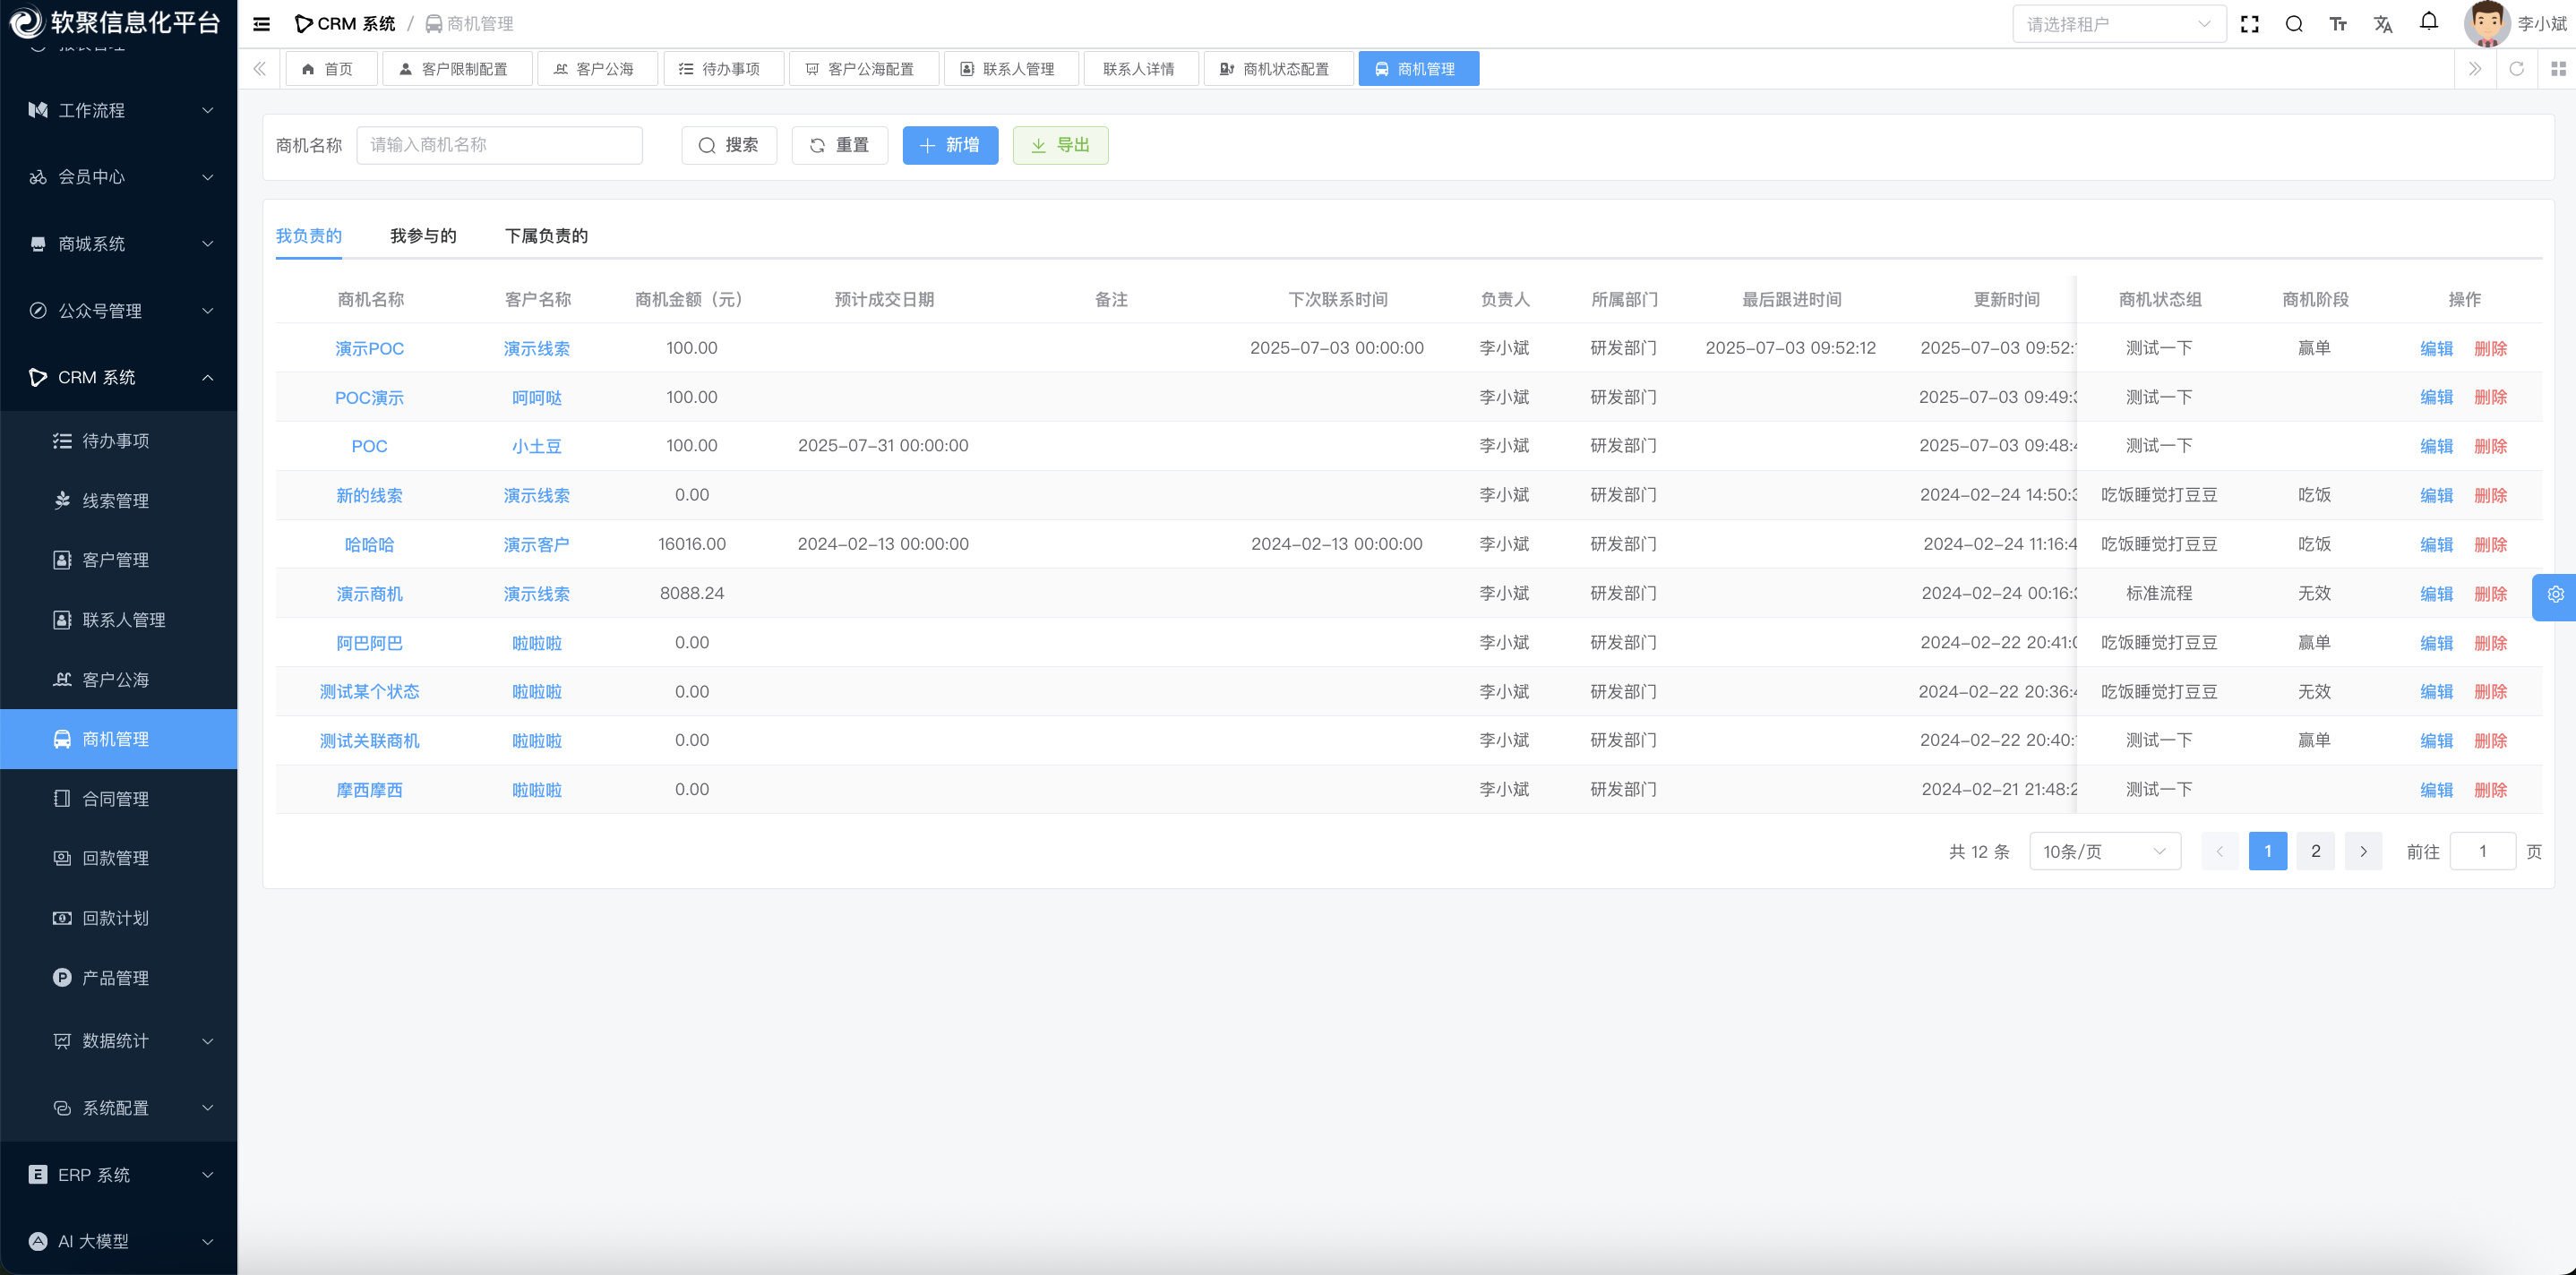 软聚信息化平台
CRM 系统 / 商机管理
请选择租户
李小斌
首页 客户限制配置 客户公海 待办事项 客户公海配置 联系人管理 联系人详情 商机状态配置 商机管理
报表管理
工作流程
会员中心
商城系统
公众号管理
CRM 系统
待办事项
线索管理
客户管理
联系人管理
客户公海
商机管理
合同管理
回款管理
回款计划
产品管理
数据统计
系统配置
ERP 系统
AI 大模型
商机名称 请输入商机名称 搜索 重置 新增 导出
我负责的 我参与的 下属负责的
商机名称 客户名称 商机金额（元） 预计成交日期 备注 下次联系时间 负责人 所属部门 最后跟进时间 更新时间 商机状态组 商机阶段 操作
演示POC 演示线索 100.00 2025-07-03 00:00:00 李小斌 研发部门 2025-07-03 09:52:12 2025-07-03 09:52: 测试一下 赢单 编辑 删除
POC演示 呵呵哒 100.00 李小斌 研发部门 2025-07-03 09:49: 测试一下 编辑 删除
POC 小土豆 100.00 2025-07-31 00:00:00 李小斌 研发部门 2025-07-03 09:48: 测试一下 编辑 删除
新的线索 演示线索 0.00 李小斌 研发部门 2024-02-24 14:50: 吃饭睡觉打豆豆 吃饭 编辑 删除
哈哈哈 演示客户 16016.00 2024-02-13 00:00:00 2024-02-13 00:00:00 李小斌 研发部门 2024-02-24 11:16:4 吃饭睡觉打豆豆 吃饭 编辑 删除
演示商机 演示线索 8088.24 李小斌 研发部门 2024-02-24 00:16: 标准流程 无效 编辑 删除
阿巴阿巴 啦啦啦 0.00 李小斌 研发部门 2024-02-22 20:41: 吃饭睡觉打豆豆 赢单 编辑 删除
测试某个状态 啦啦啦 0.00 李小斌 研发部门 2024-02-22 20:36: 吃饭睡觉打豆豆 无效 编辑 删除
测试关联商机 啦啦啦 0.00 李小斌 研发部门 2024-02-22 20:40: 测试一下 赢单 编辑 删除
摩西摩西 啦啦啦 0.00 李小斌 研发部门 2024-02-21 21:48:2 测试一下 编辑 删除
共 12 条 10条/页 1 2 前往 1 页